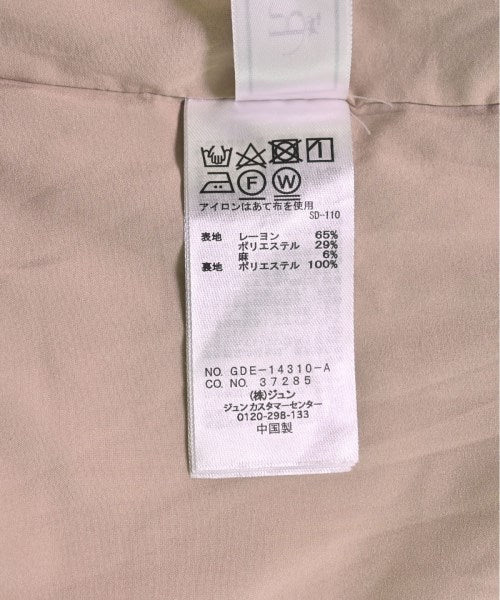 F W
アイロンはあて布を使用
SD-110
表地 レーヨン 65%
ポリエステル 29%
麻 6%
裏地 ポリエステル 100%
NO. GDE-14310-A
CO. NO. 37285
(株)ジュン
ジュンカスタマーセンター
0120-298-133
中国製